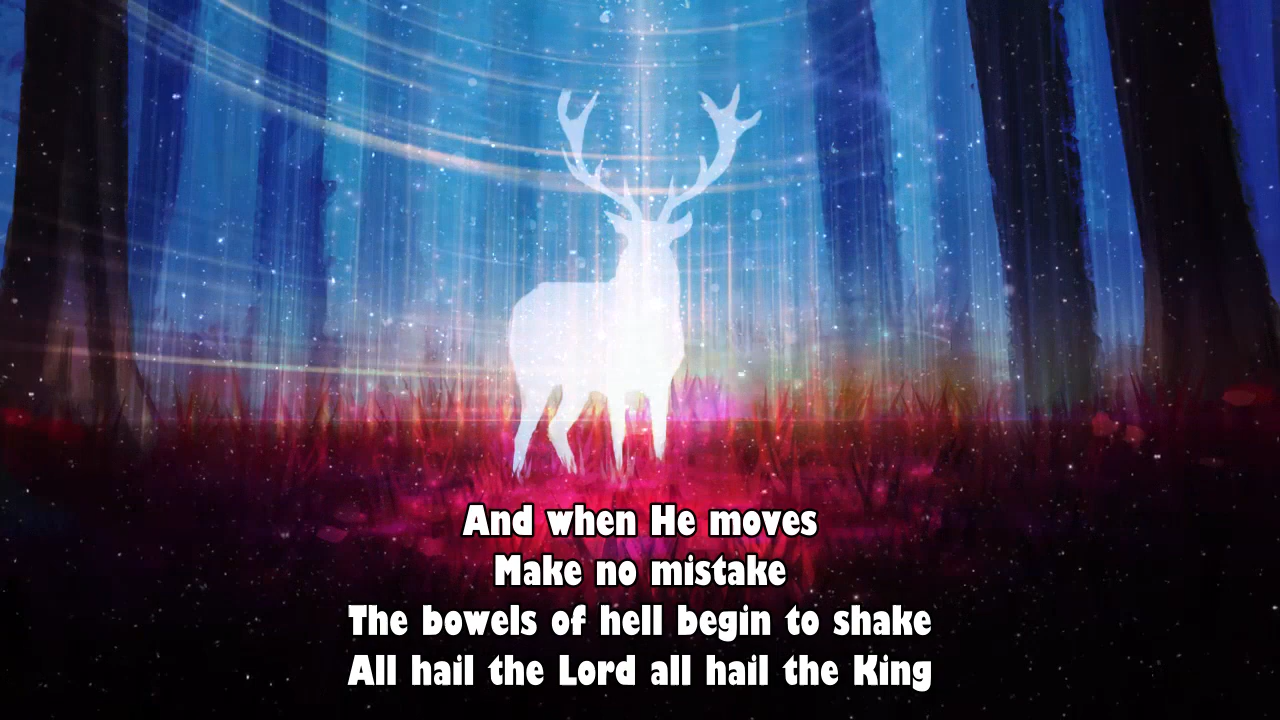 And when He moves
Make no mistake
The bowels of hell begin to shake
All hail the Lord all hail the King